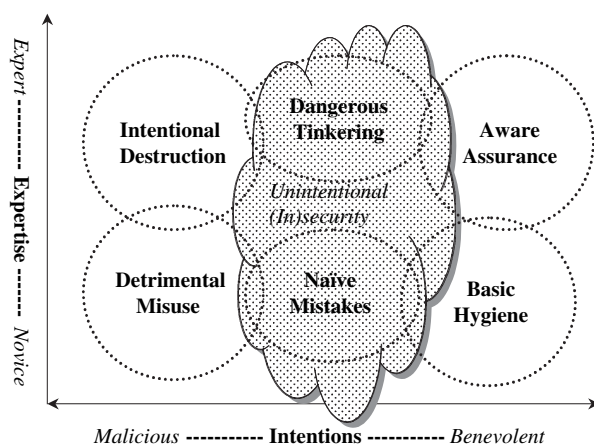 Expert
Expertise
Novice
Intentional
Destruction
Dangerous
Tinkering
Aware
Assurance
Unintentional
(In)security
Detrimental
Misuse
Naïve
Mistakes
Basic
Hygiene
Malicious ---------- Intentions ---------- Benevolent